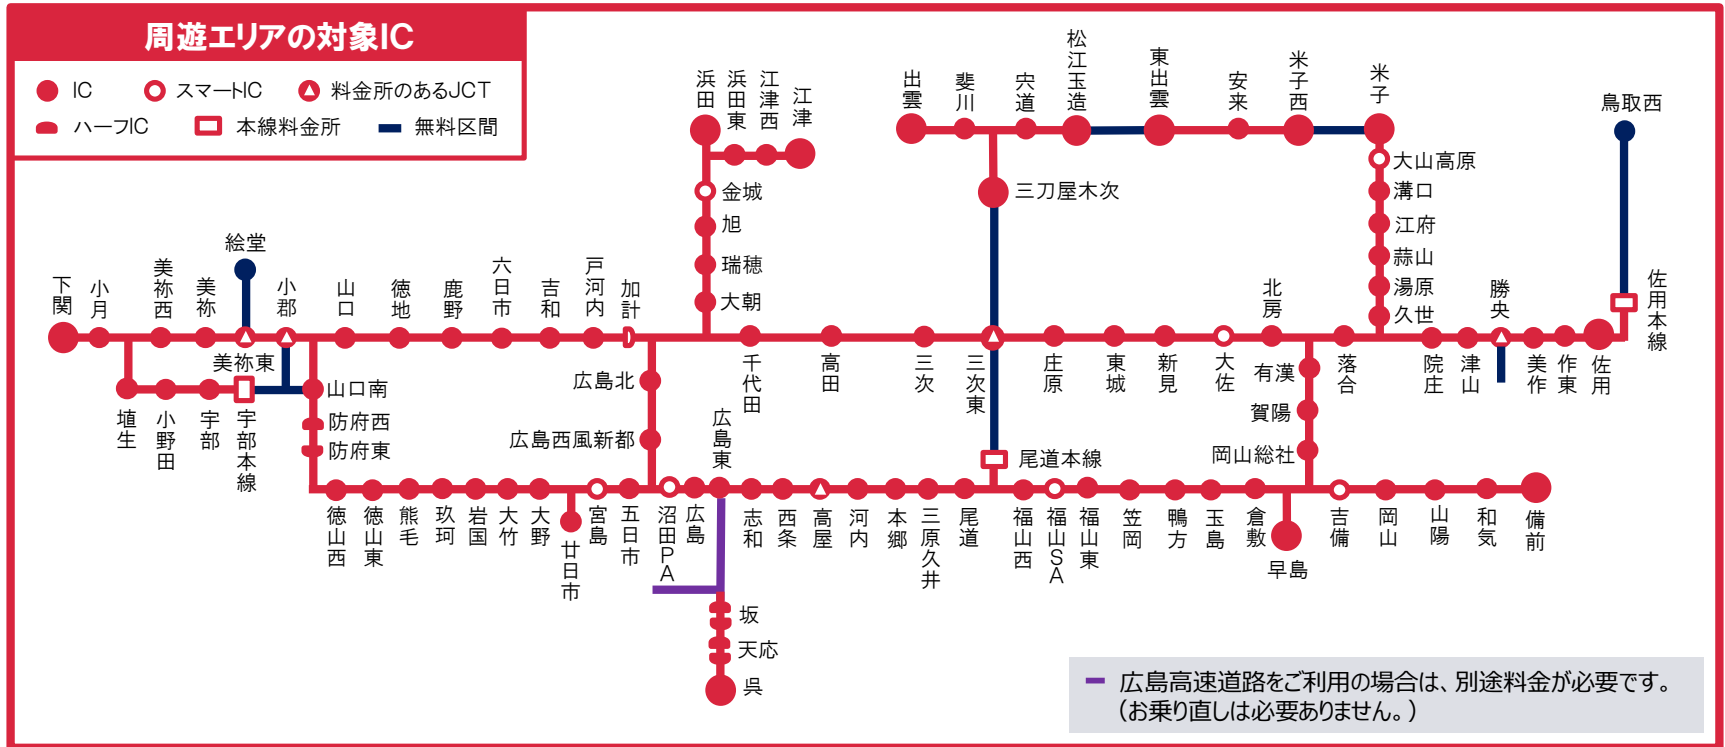 周遊エリアの対象IC
IC
スマートIC
料金所のあるJCT
ハーフIC
本線料金所
無料区間
浜田
浜田東
江津西
江津
出雲
斐川
宍道
松江玉造
東出雲
安来
米子西
米子
鳥取西
金城
旭
瑞穂
大朝
三刀屋木次
大山高原
溝口
江府
蒜山
湯原
久世
絵堂
下関
小月
美祢西
美祢
美祢東
小郡
山口
徳地
鹿野
六日市
吉和
戸河内
加計
千代田
高田
三次
三次東
庄原
東城
新見
大佐
北房
落合
院庄
津山
勝央
美作
作東
佐用
佐用本線
埴生
小野田
宇部
宇部本線
山口南
防府西
防府東
広島北
広島西風新都
広島東
尾道本線
有漢
賀陽
岡山総社
徳山西
徳山東
熊毛
玖珂
岩国
大竹
大野
廿日市
宮島
五日市
沼田PA
広島
志和
西条
高屋
河内
本郷
三原久井
尾道
福山西
福山SA
福山東
笠岡
鴨方
玉島
倉敷
早島
吉備
岡山
山陽
和気
備前
坂
天応
呉
広島高速道路をご利用の場合は、別途料金が必要です。
（お乗り直しは必要ありません。）